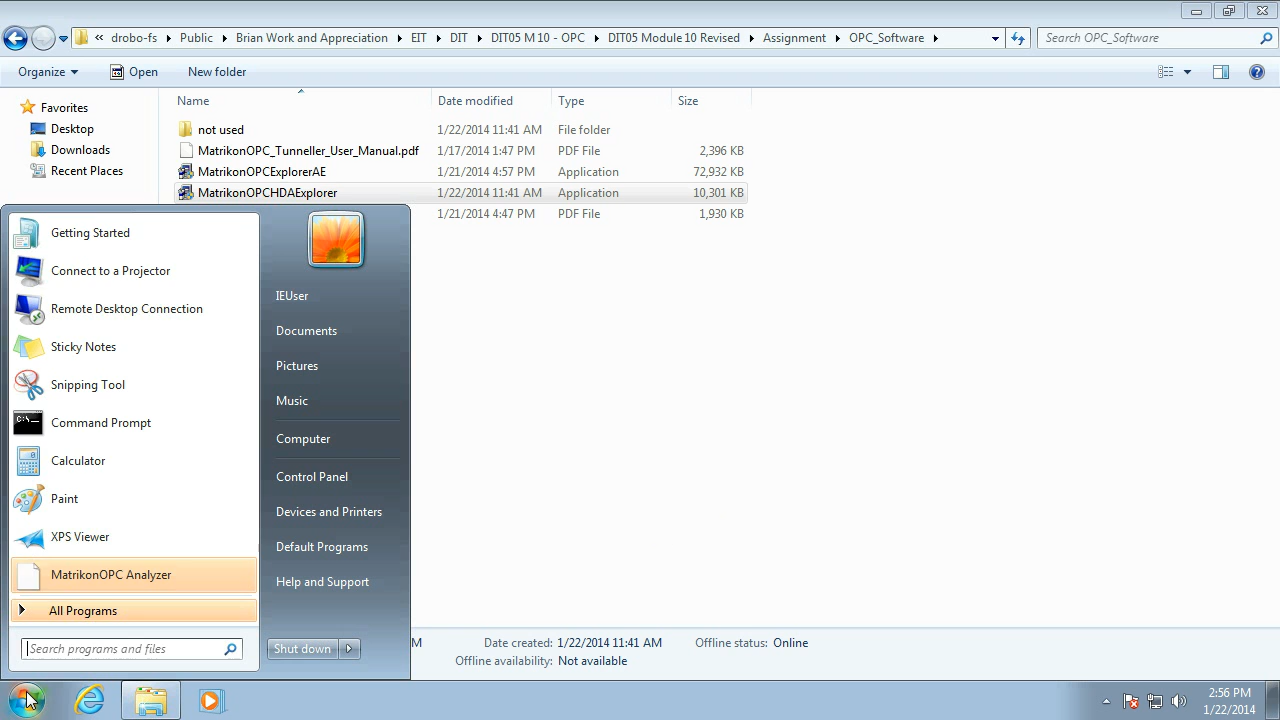 « drobo-fs Public Brian Work and Appreciation EIT DIT DIT05 M 10 - OPC DIT05 Module 10 Revised Assignment OPC_Software Search OPC_Software
Organize Open New folder
Favorites
Desktop
Downloads
Recent Places
Name Date modified Type Size
not used 1/22/2014 11:41 AM File folder
MatrikonOPC_Tunneller_User_Manual.pdf 1/17/2014 1:47 PM PDF File 2,396 KB
MatrikonOPCExplorerAE 1/21/2014 4:57 PM Application 72,932 KB
MatrikonOPCHDAExplorer 1/22/2014 11:41 AM Application 10,301 KB
1/21/2014 4:47 PM PDF File 1,930 KB
Getting Started
Connect to a Projector
Remote Desktop Connection
Sticky Notes
Snipping Tool
Command Prompt
Calculator
Paint
XPS Viewer
MatrikonOPC Analyzer
All Programs
Search programs and files
IEUser
Documents
Pictures
Music
Computer
Control Panel
Devices and Printers
Default Programs
Help and Support
Shut down
M Date created: 1/22/2014 11:41 AM Offline status: Online
Offline availability: Not available
2:56 PM
1/22/2014